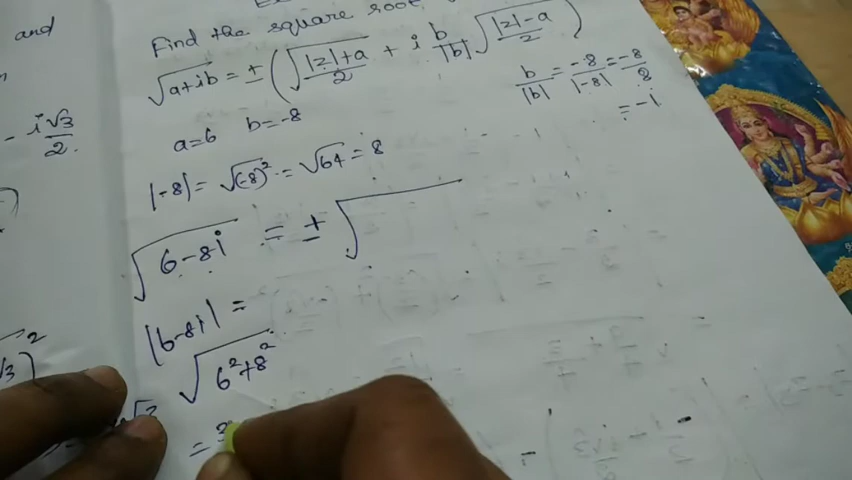 and
Find the square root
√a+ib = ± (√|z|+a/2 + i b/|b| √|z|-a/2)
- i√3/2.
a=6 b=-8
b/|b| = -8/|-8| = -8/8
= -1
|-8| = √(-8)² = √64 = 8
√6-8i = ± √
|6-8i| =
√6²+8²
=